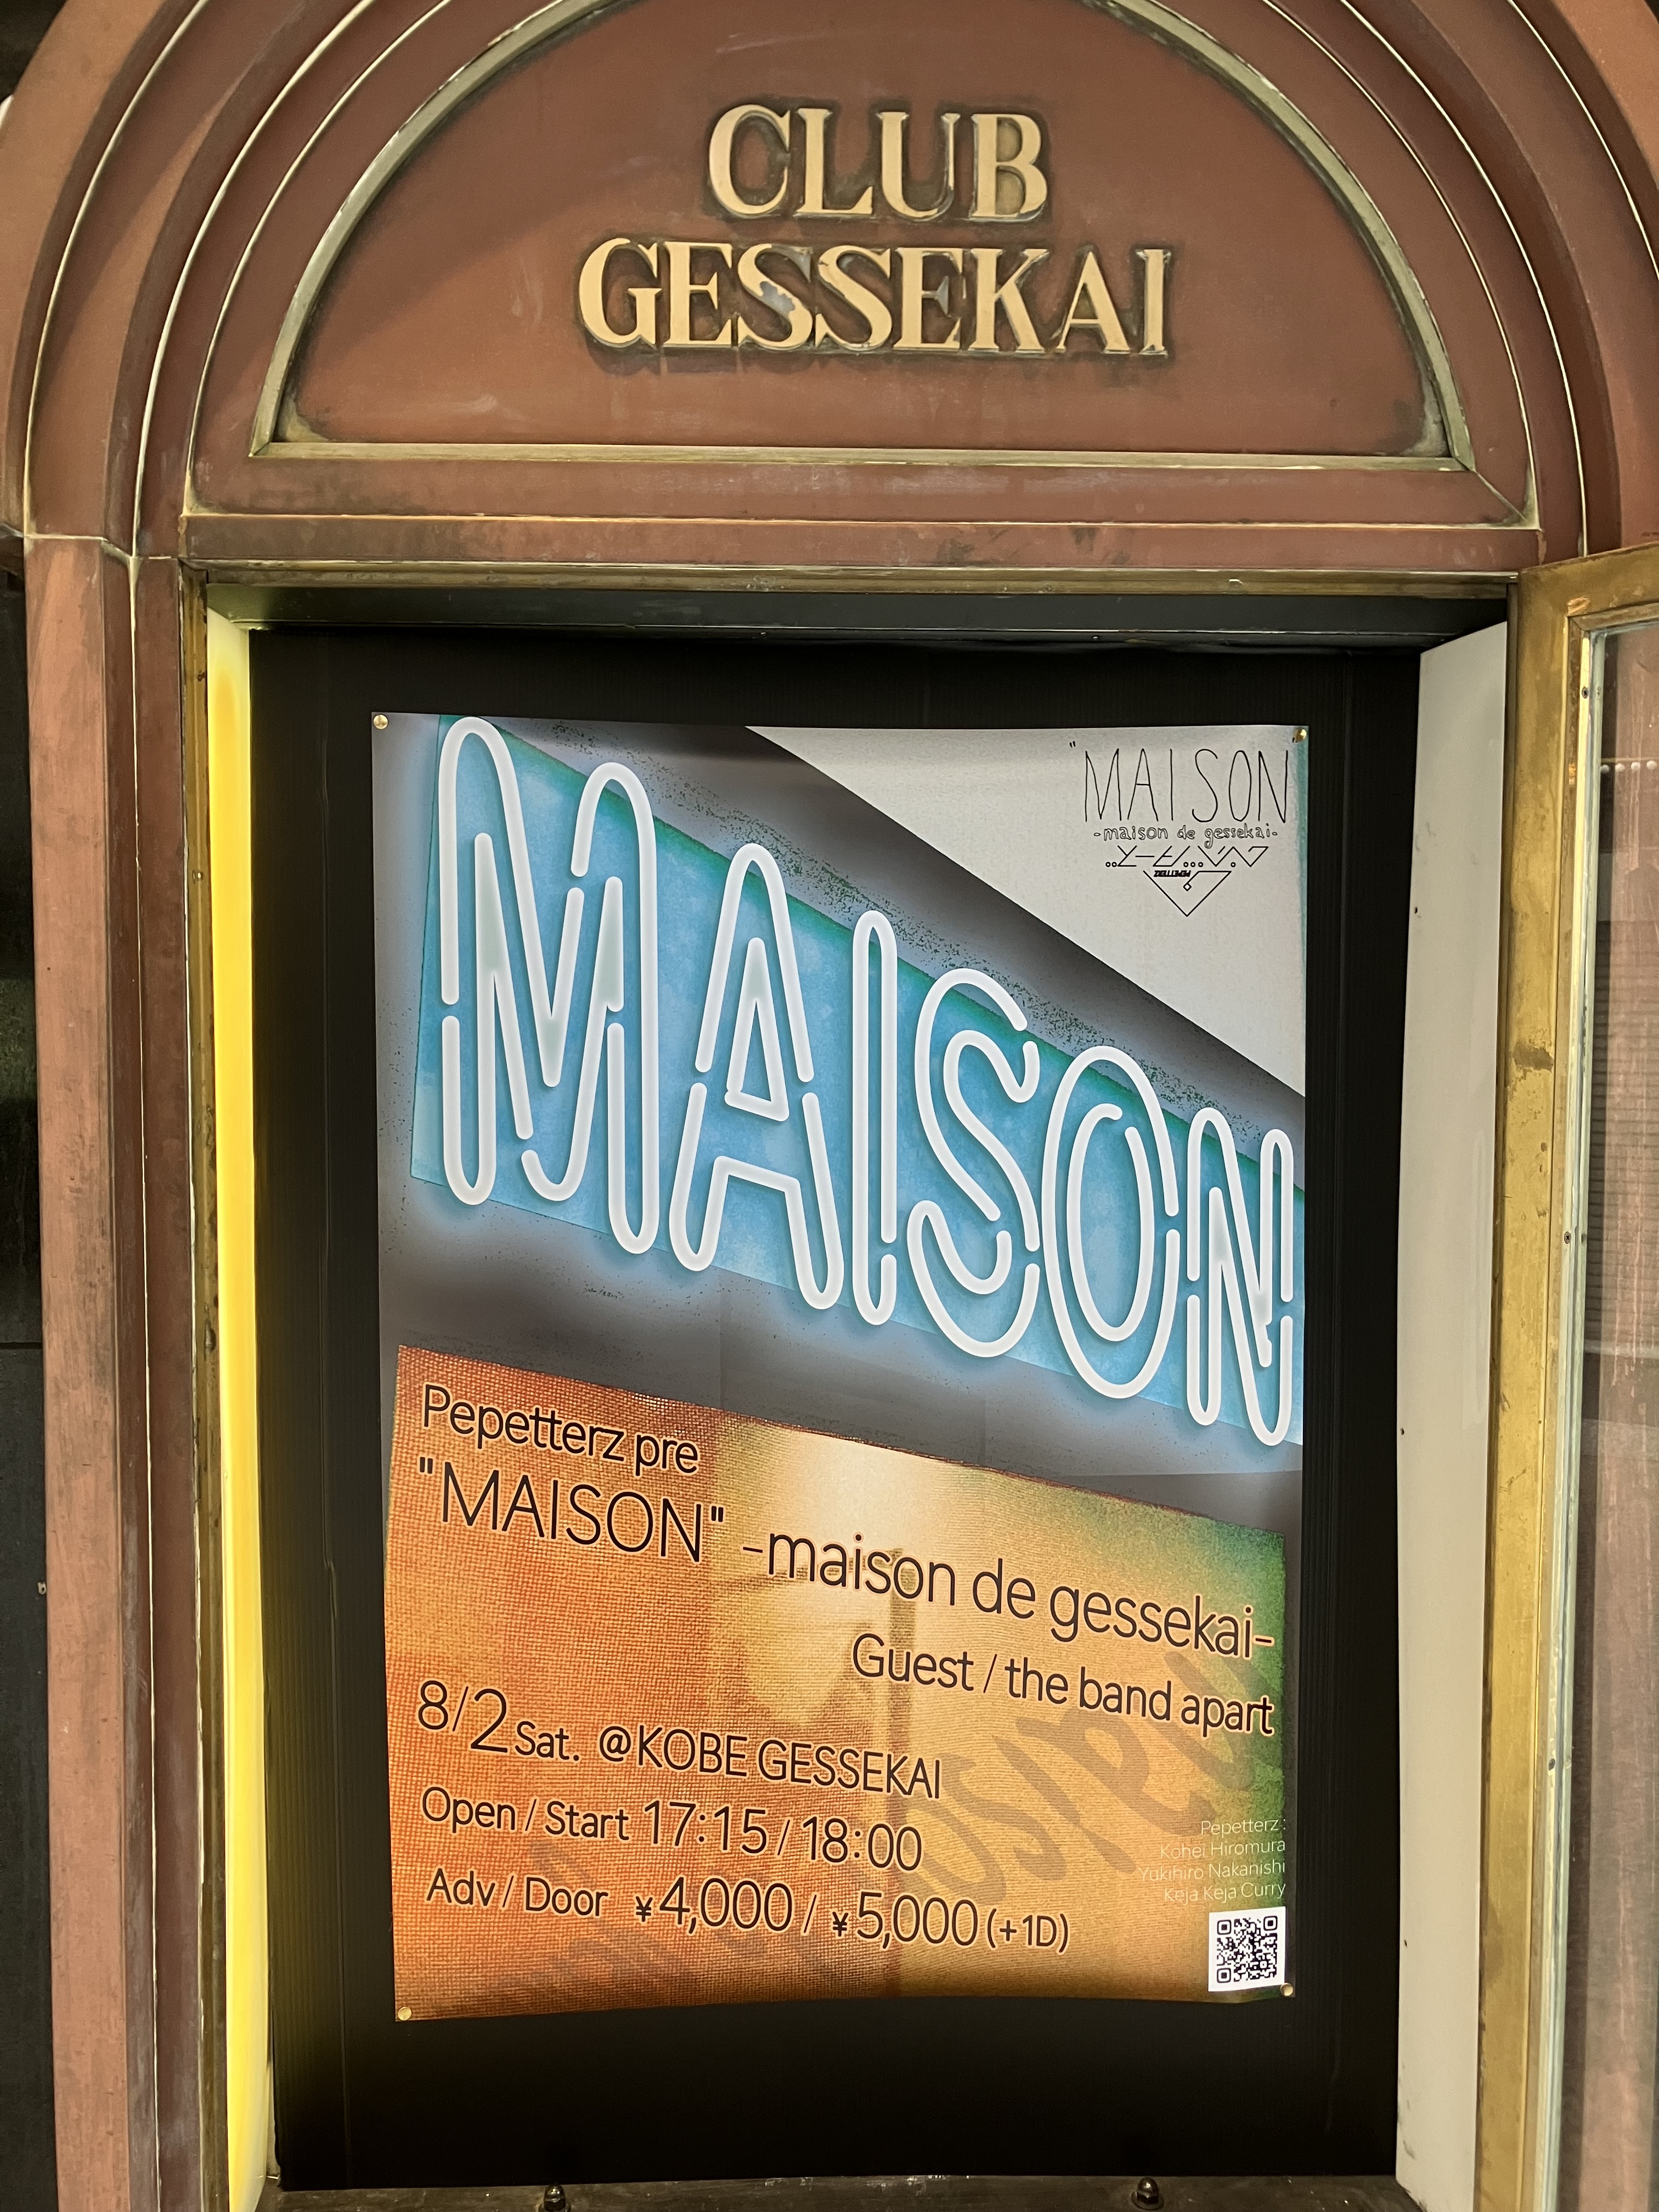 CLUB
GESSEKAI
"MAISON
-maison de gessekai-
MAISON
Pepetterz pre
"MAISON" -maison de gessekai-
Guest / the band apart
8/2 Sat. @KOBE GESSEKAI
Open / Start 17:15 / 18:00
Adv / Door ¥4,000 / ¥5,000 (+1D)
Pepetterz :
Kohei Hiromura
Yukihiro Nakanishi
Keja Keja Curry